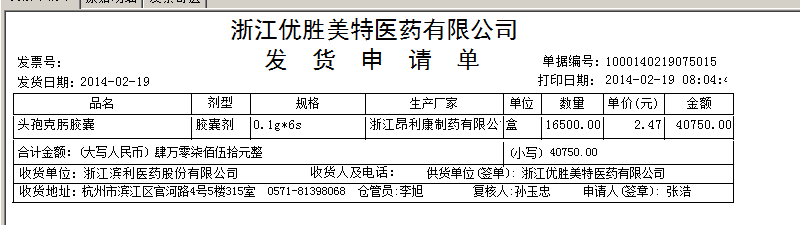 浙江优胜美特医药有限公司
发 货 申 请 单
发票号: 单据编号: 1000140219075015
发货日期: 2014-02-19 打印日期: 2014-02-19 08:04:
品名 剂型 规格 生产厂家 单位 数量 单价(元) 金额
头孢克肟胶囊 胶囊剂 0.1g*6s 浙江昂利康制药有限公 盒 16500.00 2.47 40750.00
合计金额: (大写人民币) 肆万零柒佰伍拾元整 (小写) 40750.00
收货单位: 浙江滨利医药股份有限公司 收货人及电话: 供货单位(签单): 浙江优胜美特医药有限公司
收货地址: 杭州市滨江区官河路4号5楼315室 0571-81398068 仓管员:李旭 复核人:孙玉忠 申请人(签章): 张浩